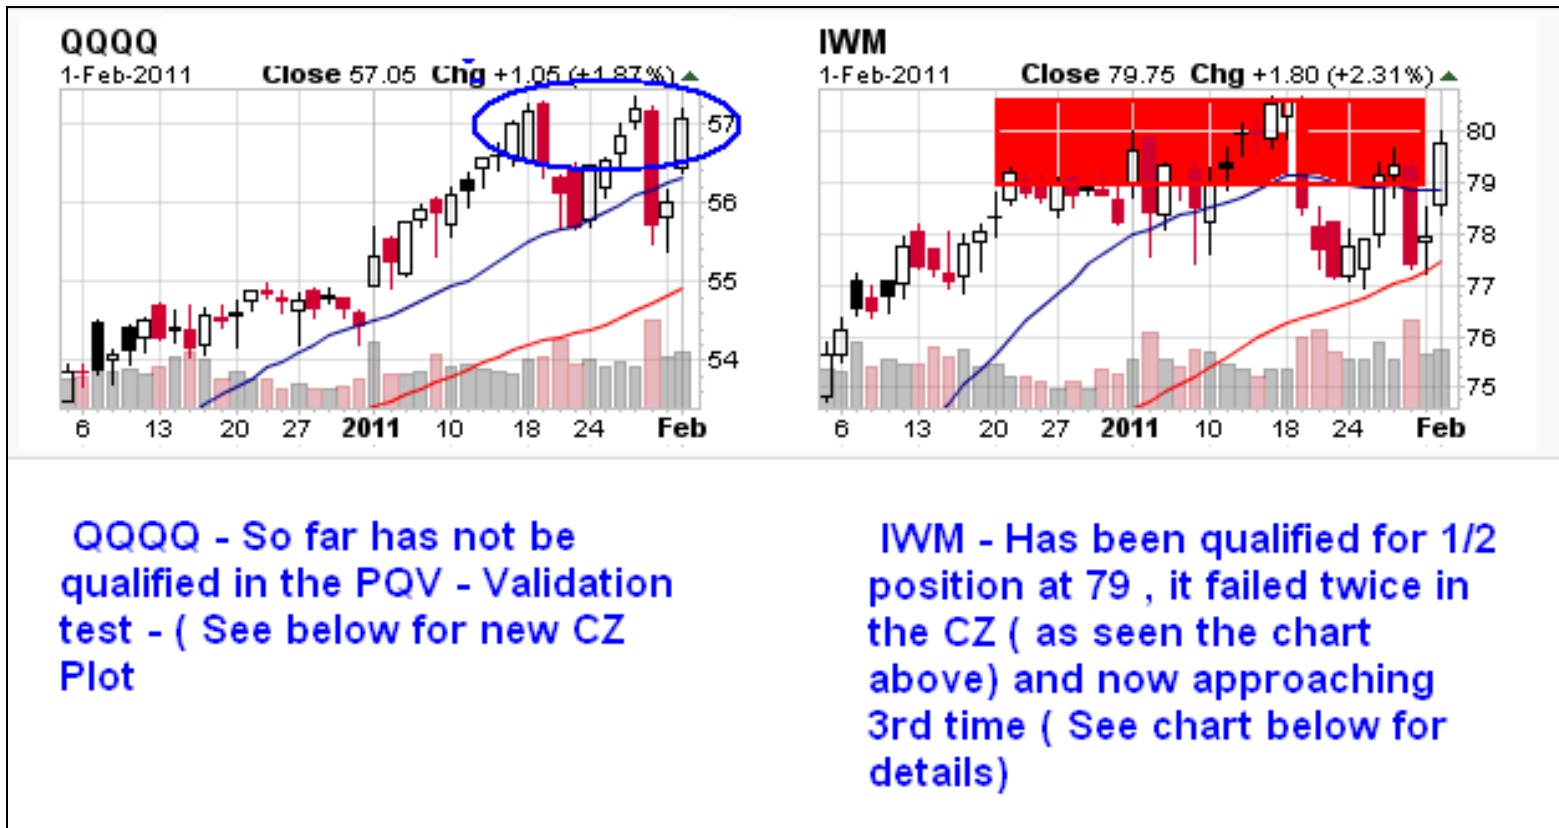 QQQQ
1-Feb-2011 Close 57.05 Chg +1.05 (+1.87%)
57
56
55
54
6 13 20 27 2011 10 18 24 Feb
IWM
1-Feb-2011 Close 79.75 Chg +1.80 (+2.31%)
80
79
78
77
76
75
6 13 20 27 2011 10 18 24 Feb
QQQQ - So far has not be
qualified in the PQV - Validation
test - ( See below for new CZ
Plot
IWM - Has been qualified for 1/2
position at 79 , it failed twice in
the CZ ( as seen the chart
above) and now approaching
3rd time ( See chart below for
details)